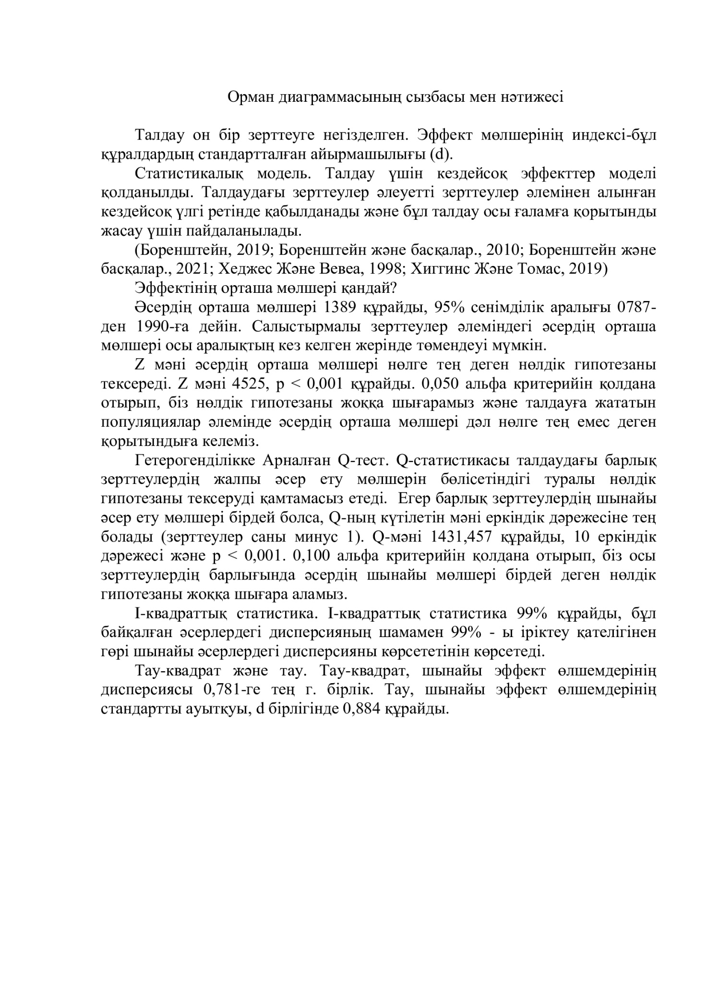 Орман диаграммасының сызбасы мен нәтижесі
Талдау он бір зерттеуге негізделген. Эффект мөлшерінің индексі-бұл
құралдардың стандартталған айырмашылығы (d).
Статистикалық модель. Талдау үшін кездейсоқ эффекттер моделі
қолданылды. Талдаудағы зерттеулер әлеуетті зерттеулер әлемінен алынған
кездейсоқ үлгі ретінде қабылданады және бұл талдау осы ғаламға қорытынды
жасау үшін пайдаланылады.
(Боренштейн, 2019; Боренштейн және басқалар., 2010; Боренштейн және
басқалар., 2021; Хеджес Және Вевеа, 1998; Хиггинс Және Томас, 2019)
Эффектінің орташа мөлшері қандай?
Әсердің орташа мөлшері 1389 құрайды, 95% сенімділік аралығы 0787-
ден 1990-ға дейін. Салыстырмалы зерттеулер әлеміндегі әсердің орташа
мөлшері осы аралықтың кез келген жерінде төмендеуі мүмкін.
Z мәні әсердің орташа мөлшері нөлге тең деген нөлдік гипотезаны
тексереді. Z мәні 4525, p < 0,001 құрайды. 0,050 альфа критерийін қолдана
отырып, біз нөлдік гипотезаны жоққа шығарамыз және талдауға жататын
популяциялар әлемінде әсердің орташа мөлшері дәл нөлге тең емес деген
қорытындыға келеміз.
Гетерогенділікке Арналған Q-тест. Q-статистикасы талдаудағы барлық
зерттеулердің жалпы әсер ету мөлшерін бөлісетіндігі туралы нөлдік
гипотезаны тексеруді қамтамасыз етеді.  Егер барлық зерттеулердің шынайы
әсер ету мөлшері бірдей болса, Q-ның күтілетін мәні еркіндік дәрежесіне тең
болады (зерттеулер саны минус 1). Q-мәні 1431,457 құрайды, 10 еркіндік
дәрежесі және p < 0,001. 0,100 альфа критерийін қолдана отырып, біз осы
зерттеулердің барлығында әсердің шынайы мөлшері бірдей деген нөлдік
гипотезаны жоққа шығара аламыз.
I-квадраттық статистика. I-квадраттық статистика 99% құрайды, бұл
байқалған әсерлердегі дисперсияның шамамен 99% - ы іріктеу қателігінен
гөрі шынайы әсерлердегі дисперсияны көрсететінін көрсетеді.
Тау-квадрат және тау. Тау-квадрат, шынайы эффект өлшемдерінің
дисперсиясы 0,781-ге тең г. бірлік. Тау, шынайы эффект өлшемдерінің
стандартты ауытқуы, d бірлігінде 0,884 құрайды.